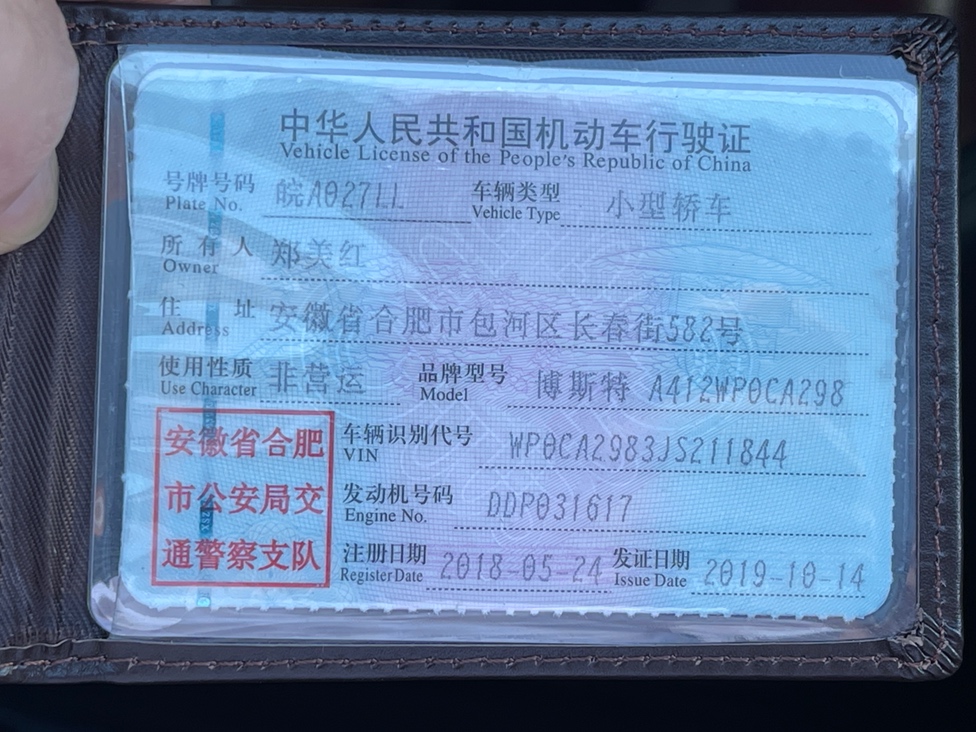 中华人民共和国机动车行驶证
Vehicle License of the People's Republic of China
号牌号码 皖A027LL 车辆类型 小型轿车
Plate No. Vehicle Type
所有人 郑美红
Owner
住址 安徽省合肥市包河区长春街582号
Address
使用性质 非营运 品牌型号 博斯特 A412WP0CA298
Use Character Model
安徽省合肥
市公安局交
通警察支队
车辆识别代号 WP0CA2983JS211844
VIN
发动机号码 DDP031617
Engine No.
注册日期 2018-05-24 发证日期 2019-10-14
Register Date Issue Date